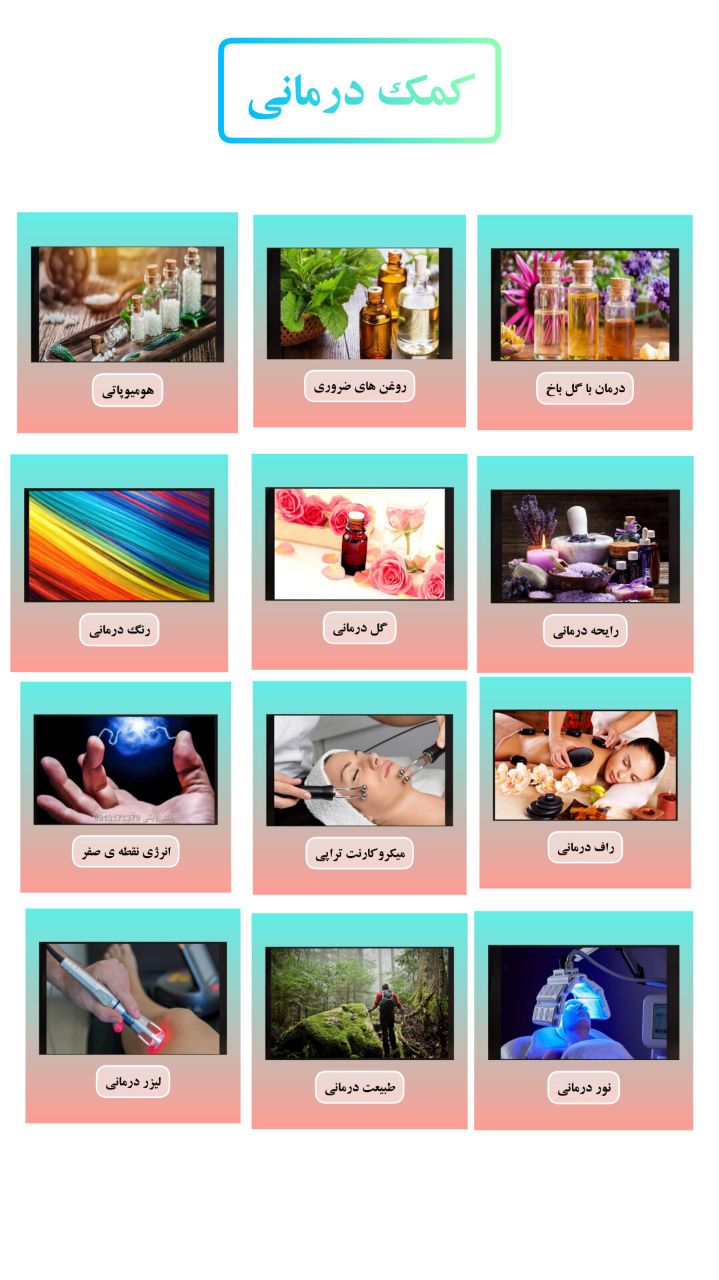 کمک درمانی
درمان با گل باخ
روغن های ضروری
هومیوپاتی
رایحه درمانی
گل درمانی
رنگ درمانی
راف درمانی
میکروکارنت تراپی
انرژی نقطه ی صفر
نور درمانی
طبیعت درمانی
لیزر درمانی